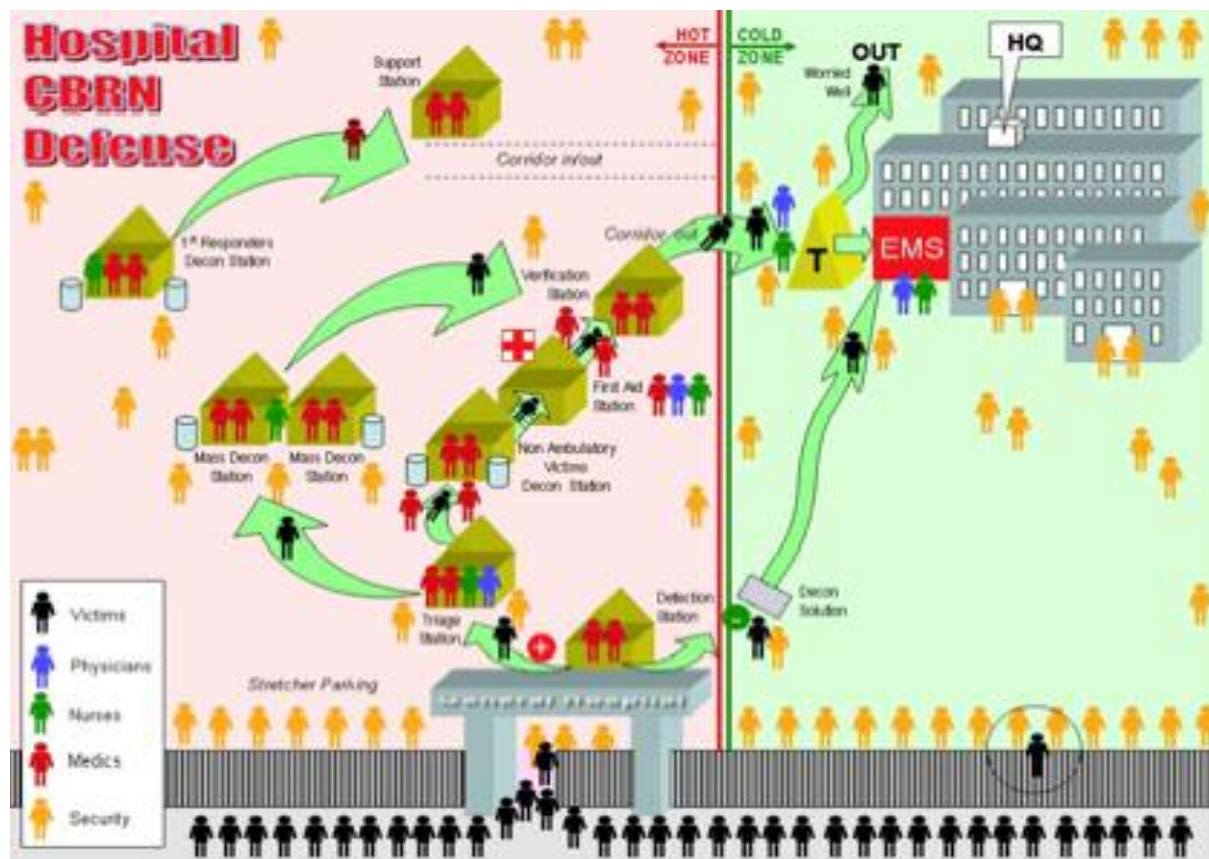 Hospital
CBRN
Defense
HOT
ZONE
COLD
ZONE
OUT
HQ
Support
Station
Worried
Well
Corridor in/out
1st Responders
Decon Station
Corridor out
Verification
Station
T
EMS
First Aid
Station
Mass Decon
Station
Mass Decon
Station
Non Ambulatory
Victims
Decon Station
Triage
Station
+
Detection
Station
-
Decon
Solution
Stretcher Parking
Victims
Physicians
Nurses
Medics
Security